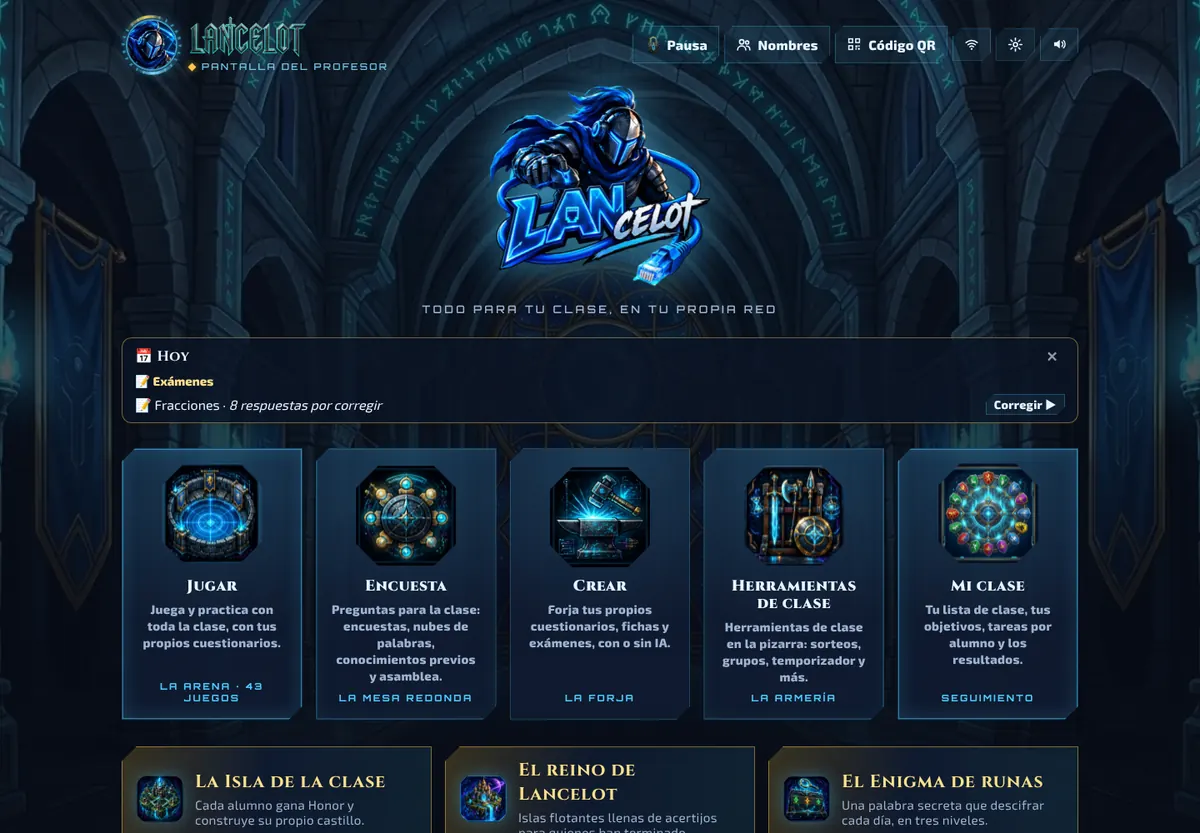 LANCELOT
PANTALLA DEL PROFESOR
Pausa
Nombres
Código QR
LANCELOT
TODO PARA TU CLASE, EN TU PROPIA RED
Hoy
Exámenes
Fracciones · 8 respuestas por corregir
Corregir ▶
Jugar
Juega y practica con
toda la clase, con tus
propios cuestionarios.
LA ARENA · 43
JUEGOS
Encuesta
Preguntas para la clase:
encuestas, nubes de
palabras,
conocimientos previos
y asamblea.
LA MESA REDONDA
Crear
Forja tus propios
cuestionarios, fichas y
exámenes, con o sin IA.
LA FORJA
Herramientas
de clase
Herramientas de clase
en la pizarra: sorteos,
grupos, temporizador y
más.
LA ARMERÍA
Mi clase
Tu lista de clase, tus
objetivos, tareas por
alumno y los
resultados.
SEGUIMIENTO
La Isla de la clase
Cada alumno gana Honor y
construye su propio castillo.
El reino de
Lancelot
Islas flotantes llenas de acertijos
para quienes han terminado
El Enigma de runas
Una palabra secreta que descifrar
cada día, en tres niveles.